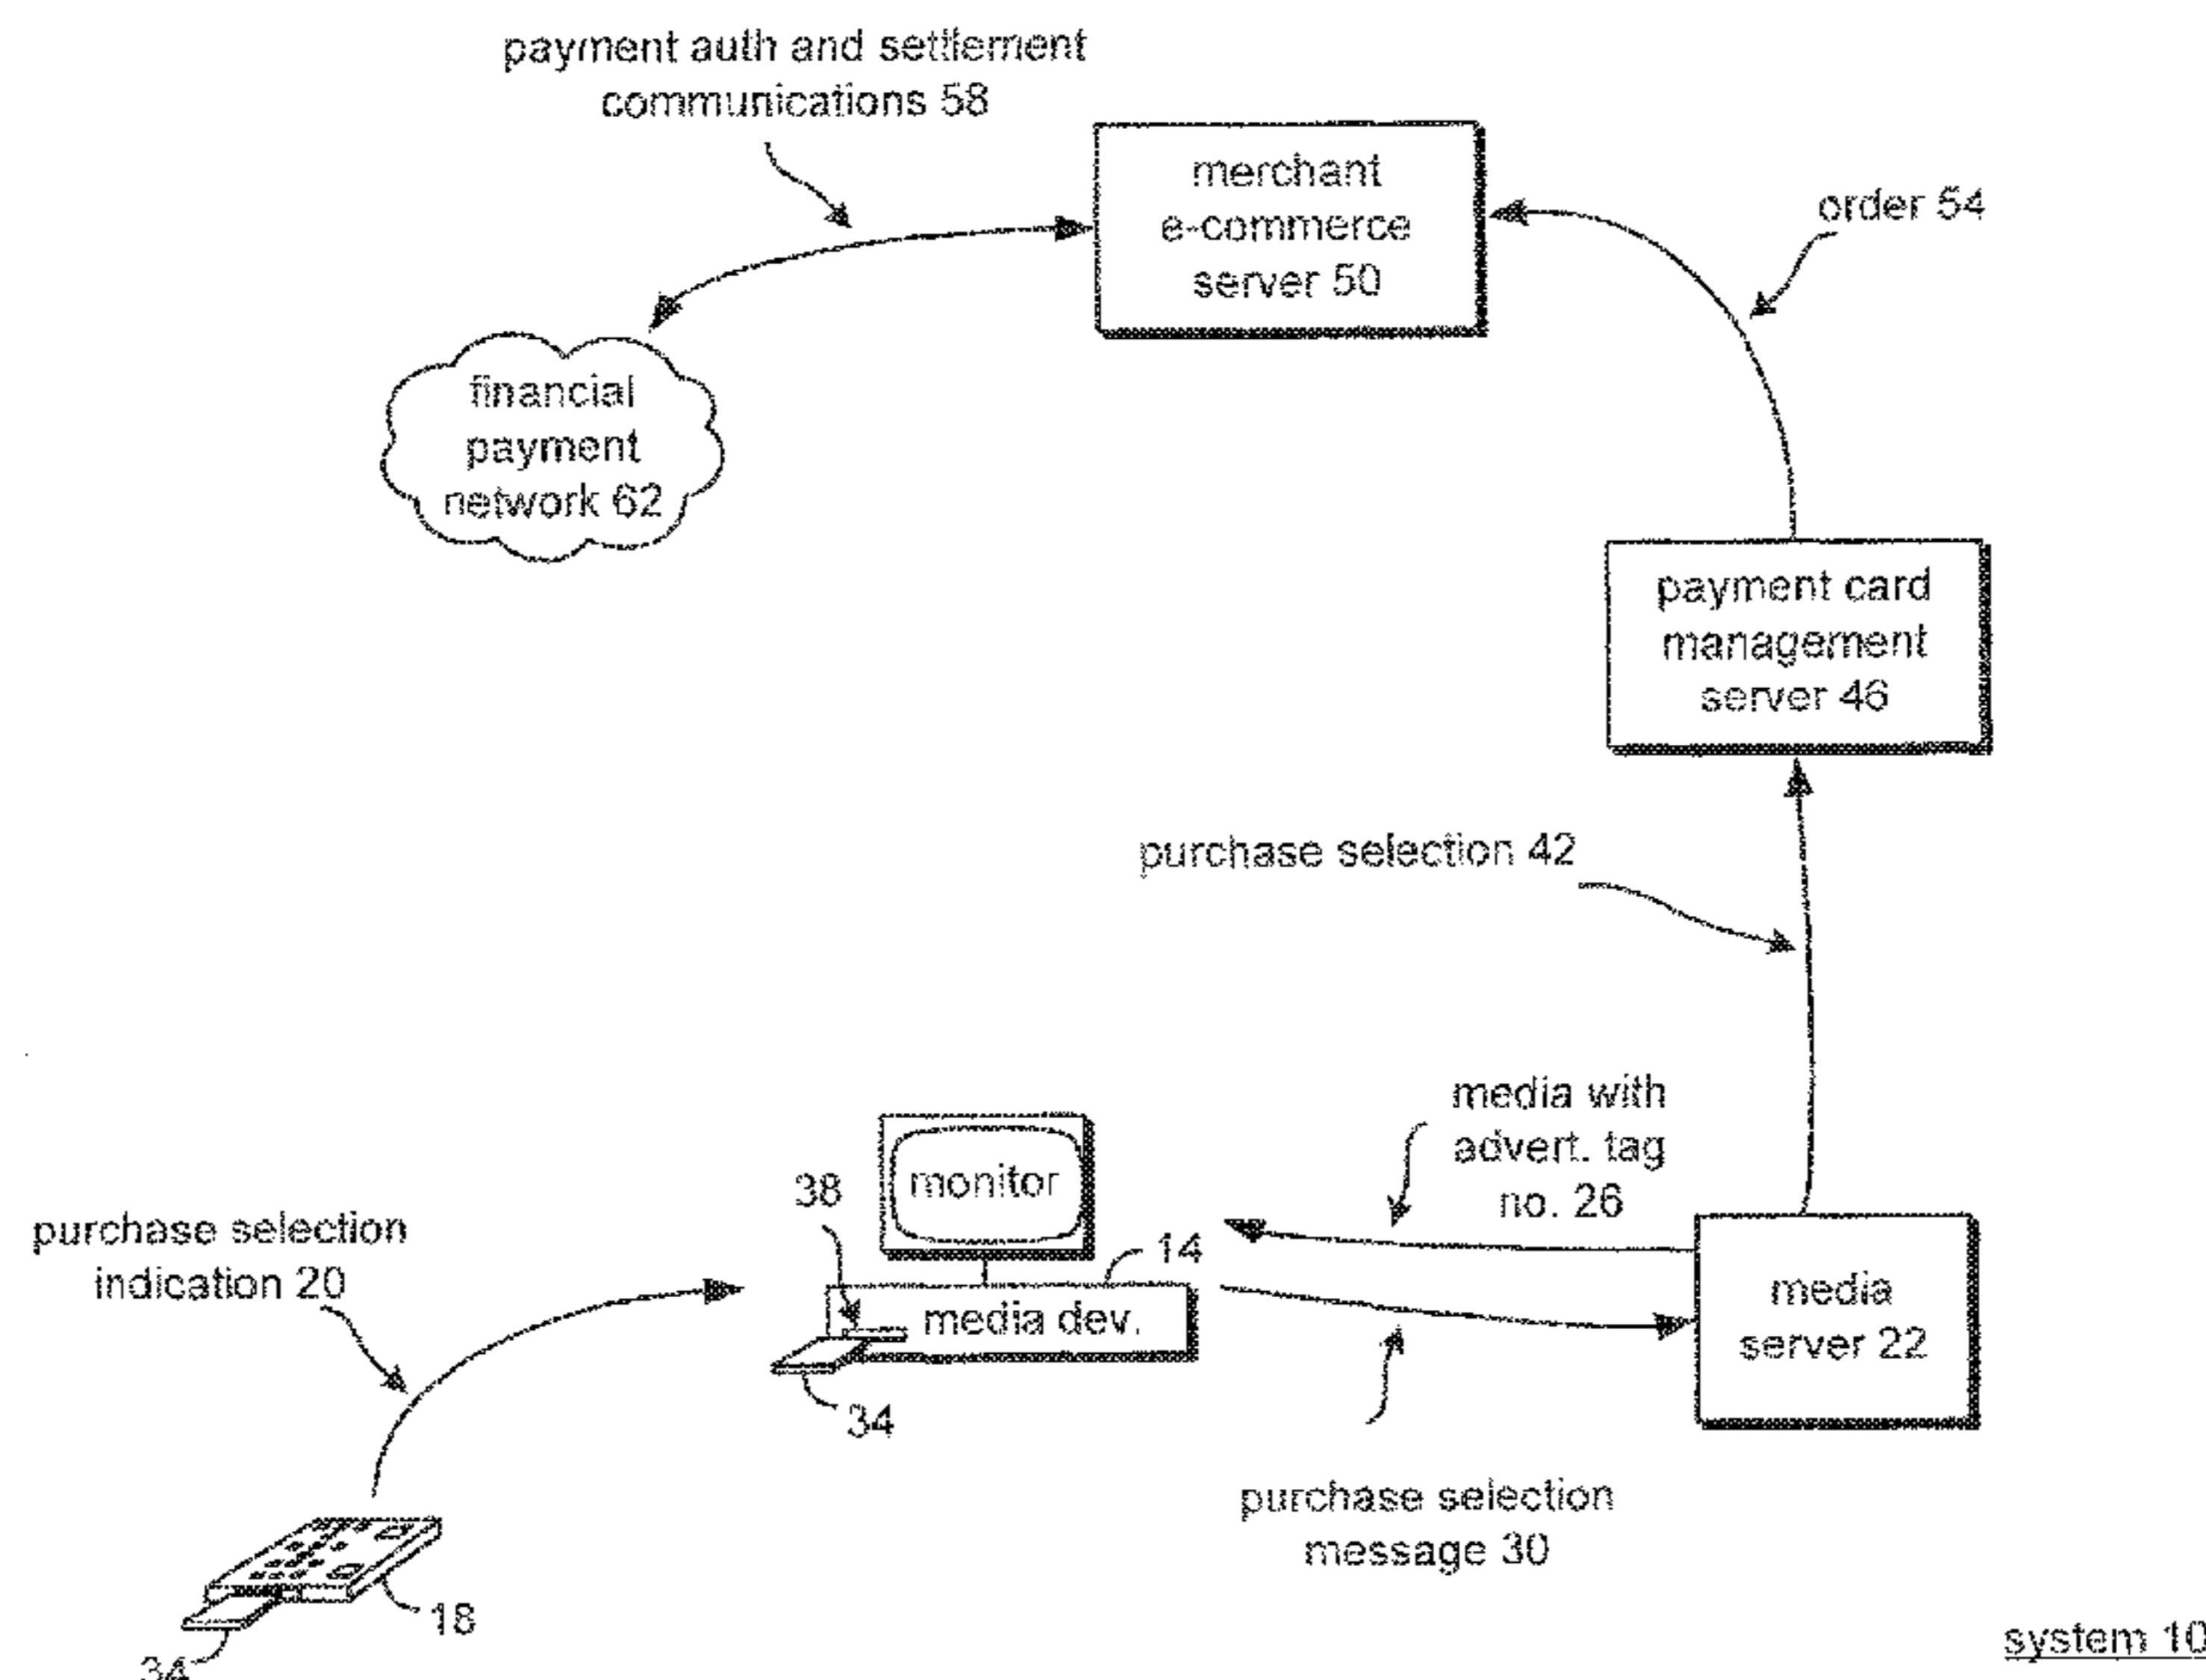 payment auth and settlement
communications 58
merchant
e-commerce
server 50
order 54
financial
payment
network 62
payment card
management
server 46
purchase selection 42
media with
advert. tag
no. 26
monitor
38
14
purchase selection
indication 20
media dev.
media
server 22
34
purchase selection
message 30
18
34
system 10